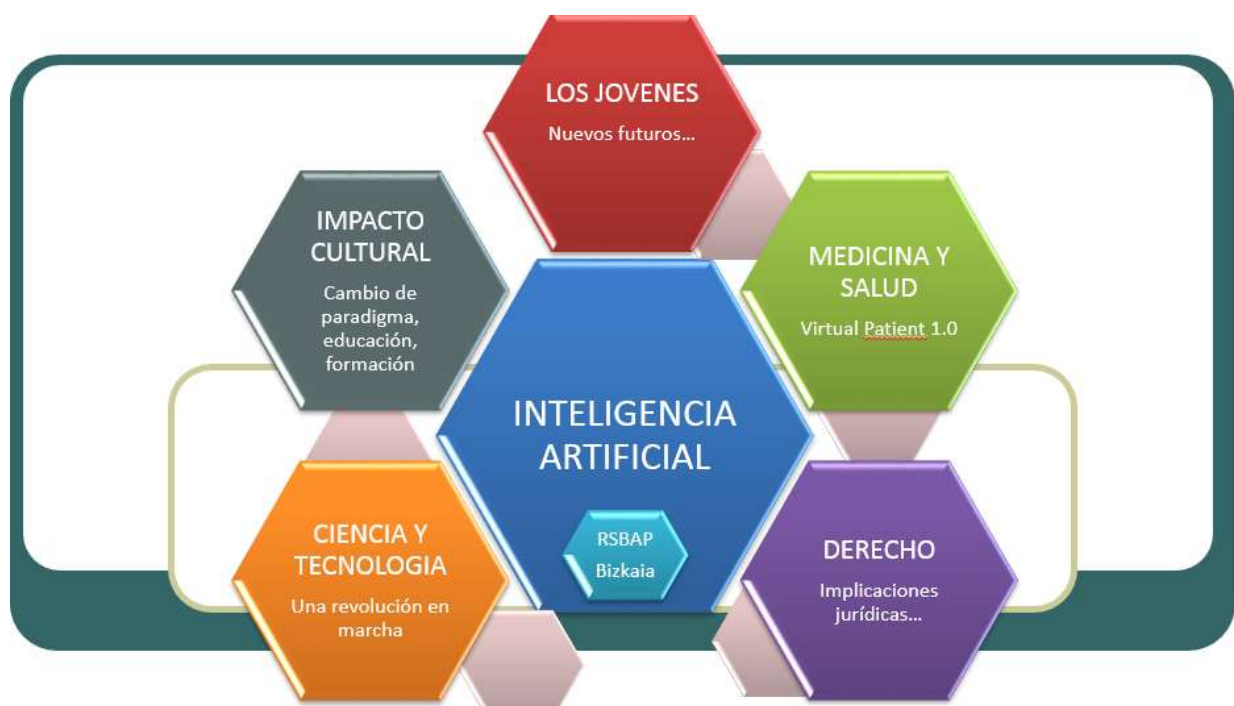 LOS JOVENES
Nuevos futuros...
IMPACTO
CULTURAL
Cambio de
paradigma,
educación,
formación
MEDICINA Y
SALUD
Virtual Patient 1.0
INTELIGENCIA
ARTIFICIAL
RSBAP
Bizkaia
CIENCIA Y
TECNOLOGIA
Una revolución en
marcha
DERECHO
Implicaciones
jurídicas...